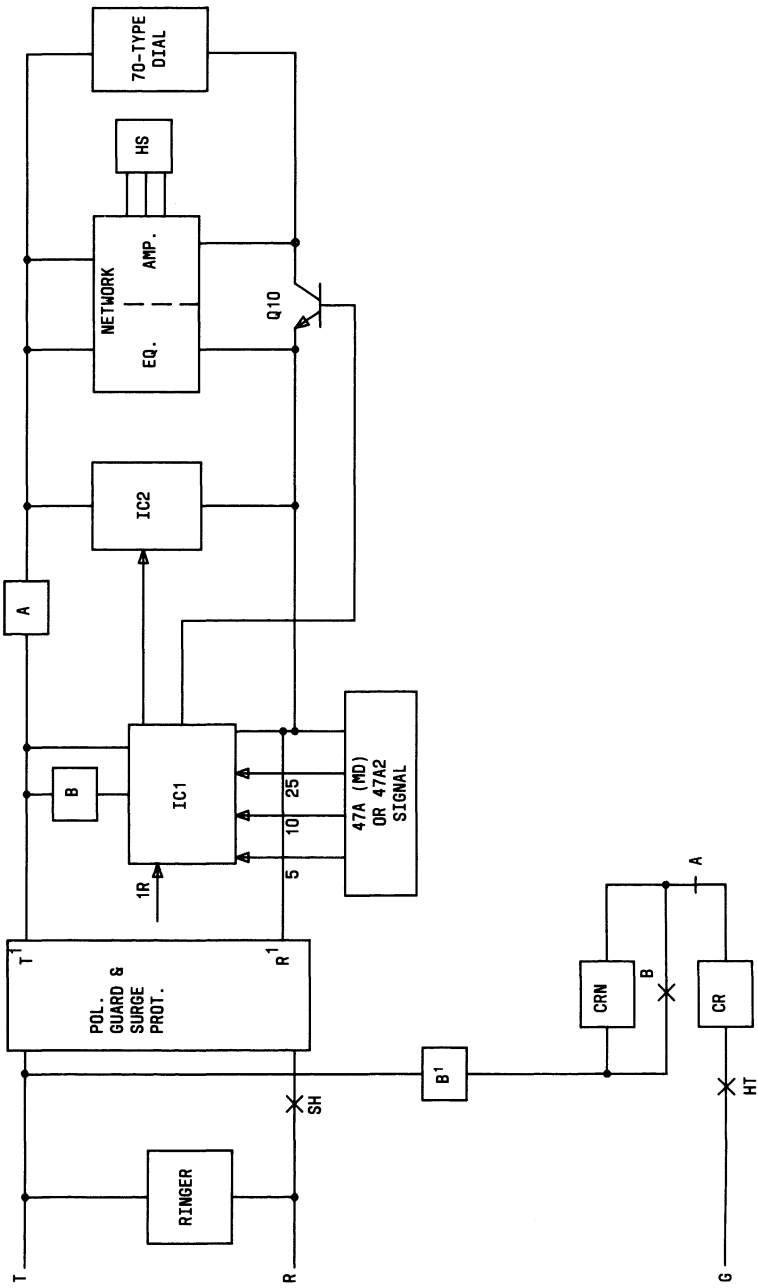 T
R
G
RINGER
SH
POL.
GUARD &
SURGE
PROT.
T¹
R¹
B¹
HT
CRN
B
CR
A
1R
IC1
B
5
10
25
47A (MD)
OR 47A2
SIGNAL
A
IC2
NETWORK
EQ.
AMP.
Q10
HS
70-TYPE
DIAL